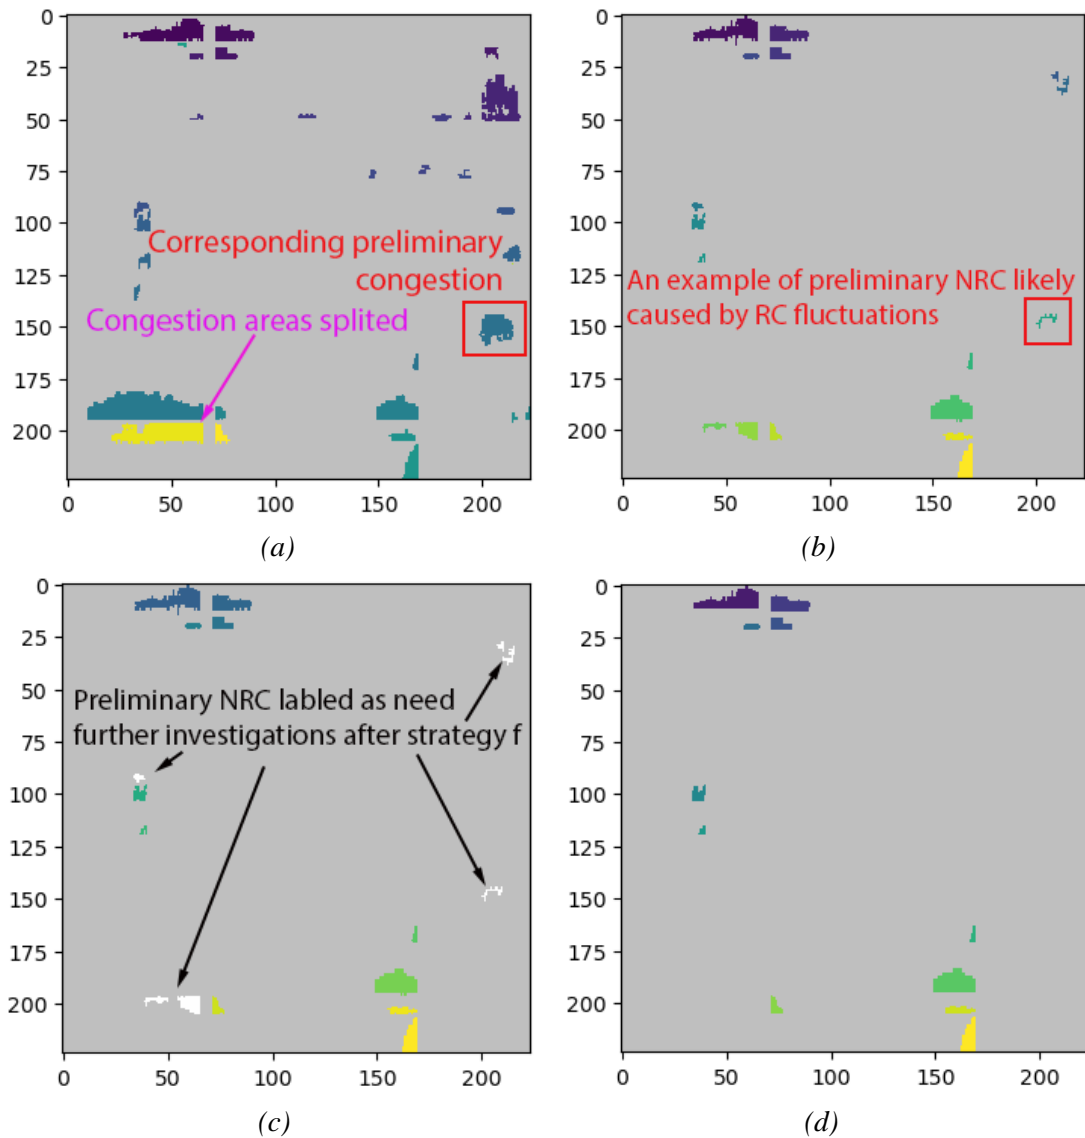 0
25
50
75
100
125
150
175
200
Corresponding preliminary
congestion
Congestion areas splited
0 50 100 150 200
(a)
0
25
50
75
100
125
150
175
200
An example of preliminary NRC likely
caused by RC fluctuations
0 50 100 150 200
(b)
0
25
50
75
100
125
150
175
200
Preliminary NRC labled as need
further investigations after strategy f
0 50 100 150 200
(c)
0
25
50
75
100
125
150
175
200
0 50 100 150 200
(d)